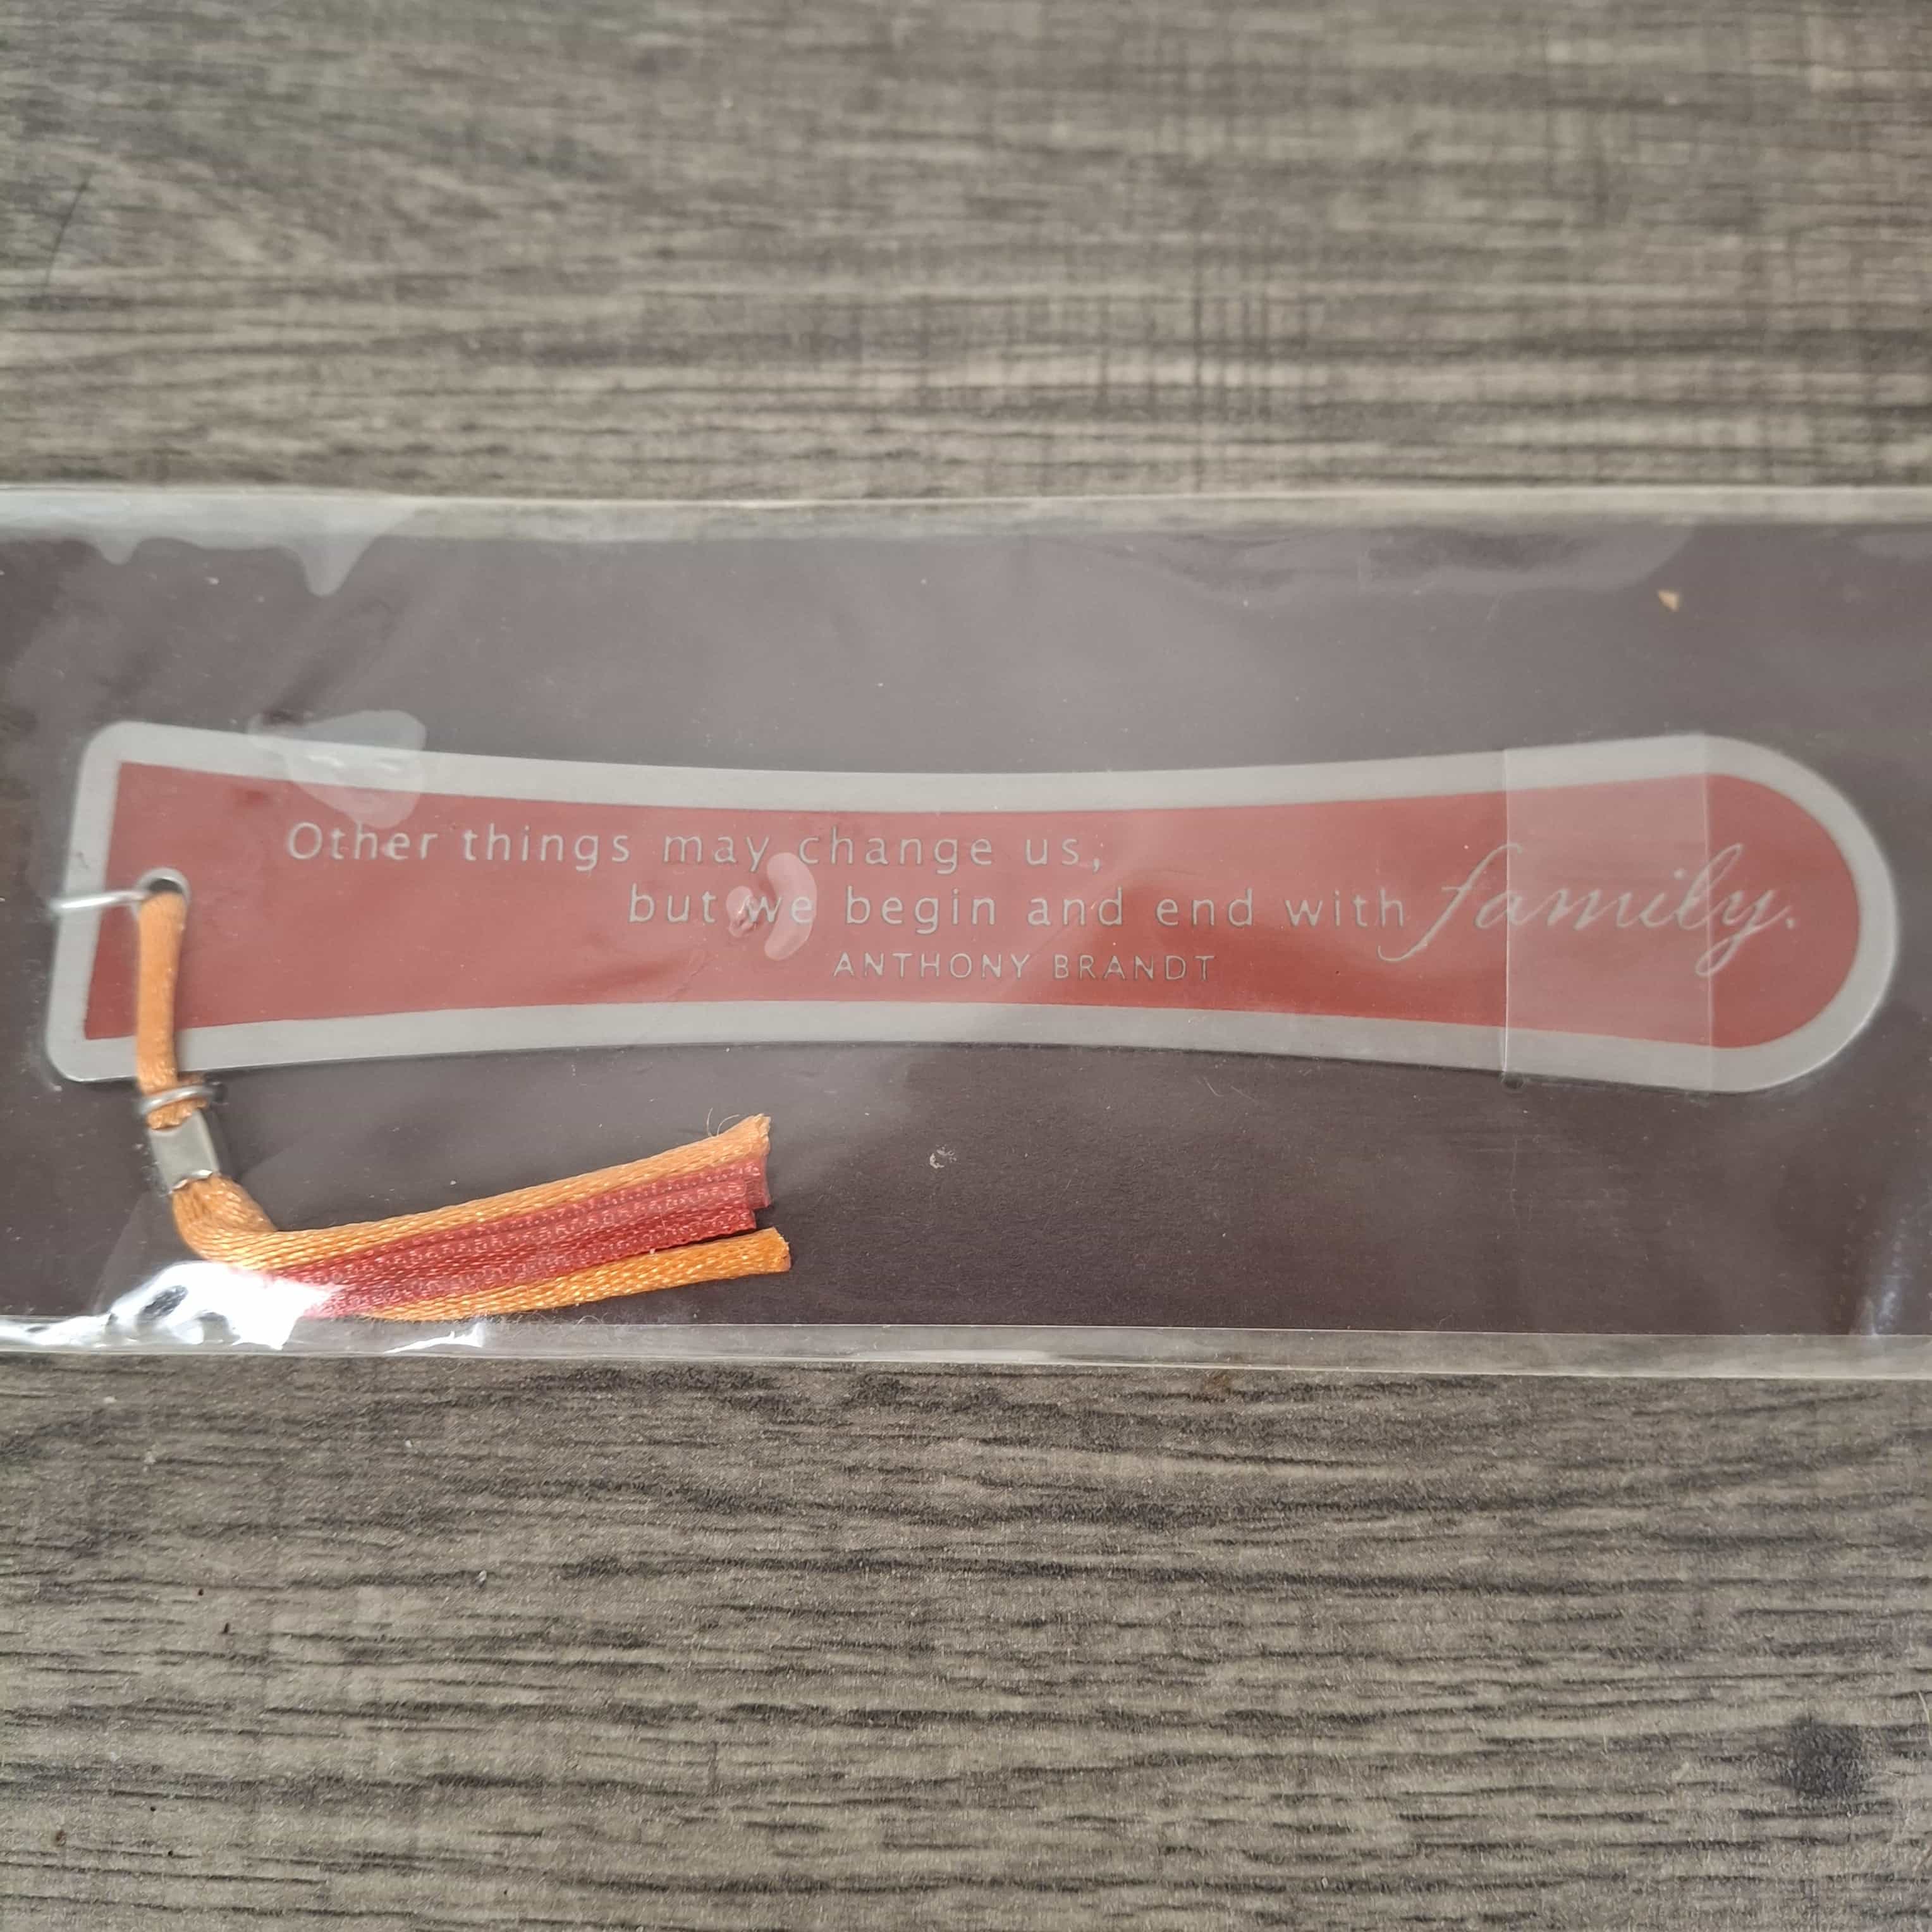 Other things may change us,
but we begin and end with family.
ANTHONY BRANDT